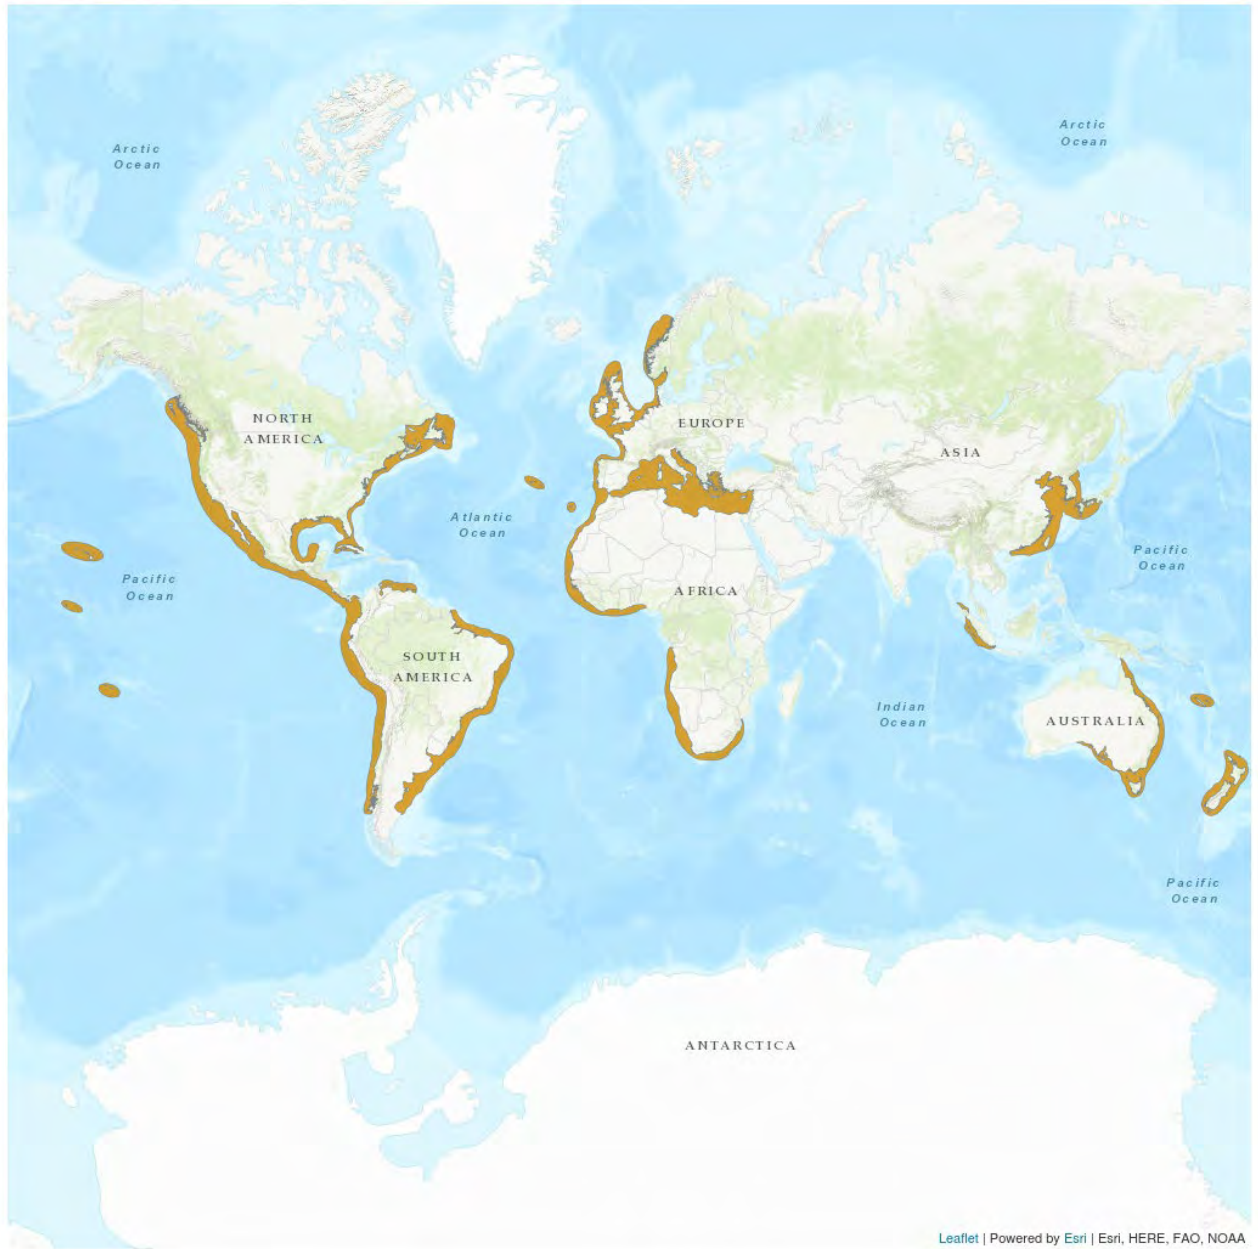 Arctic
Ocean
Arctic
Ocean
NORTH
AMERICA
EUROPE
ASIA
Atlantic
Ocean
Pacific
Ocean
Pacific
Ocean
AFRICA
SOUTH
AMERICA
Indian
Ocean
AUSTRALIA
Pacific
Ocean
ANTARCTICA
Leaflet | Powered by Esri | Esri, HERE, FAO, NOAA